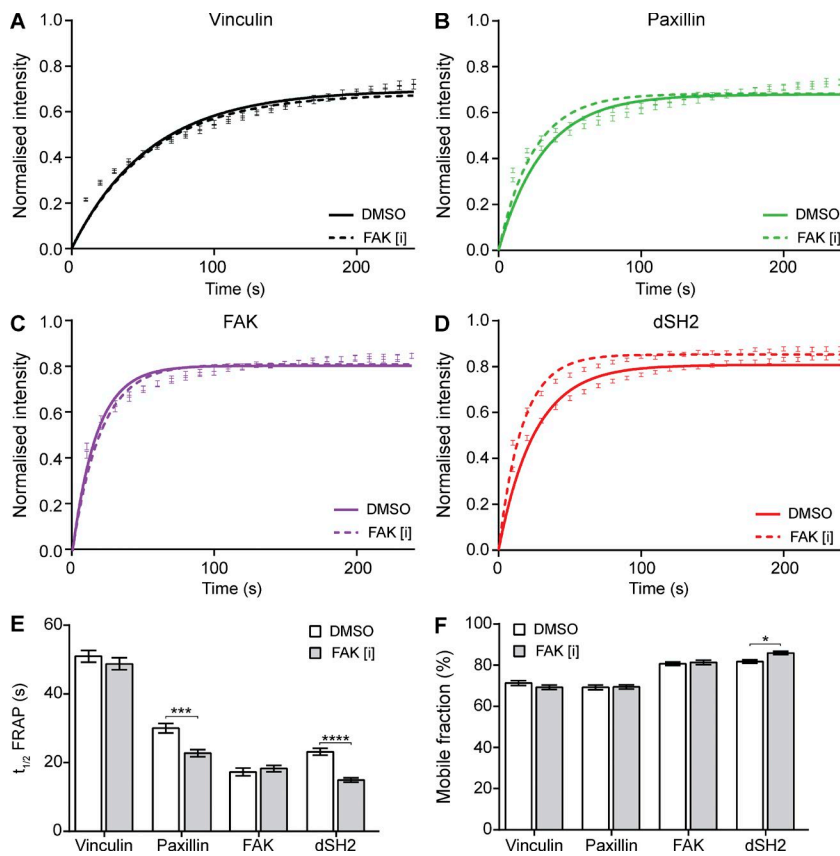 A
Vinculin
Normalised intensity
1.0
0.8
0.6
0.4
0.2
0.0
0
100
200
Time (s)
DMSO
FAK [i]
B
Paxillin
Normalised intensity
1.0
0.8
0.6
0.4
0.2
0.0
0
100
200
Time (s)
DMSO
FAK [i]
C
FAK
Normalised intensity
1.0
0.8
0.6
0.4
0.2
0.0
0
100
200
Time (s)
DMSO
FAK [i]
D
dSH2
Normalised intensity
1.0
0.8
0.6
0.4
0.2
0.0
0
100
200
Time (s)
DMSO
FAK [i]
E
t1/2 FRAP (s)
60
40
20
0
DMSO
FAK [i]
***
****
Vinculin Paxillin FAK dSH2
F
Mobile fraction (%)
100
80
60
40
20
0
DMSO
FAK [i]
*
Vinculin Paxillin FAK dSH2